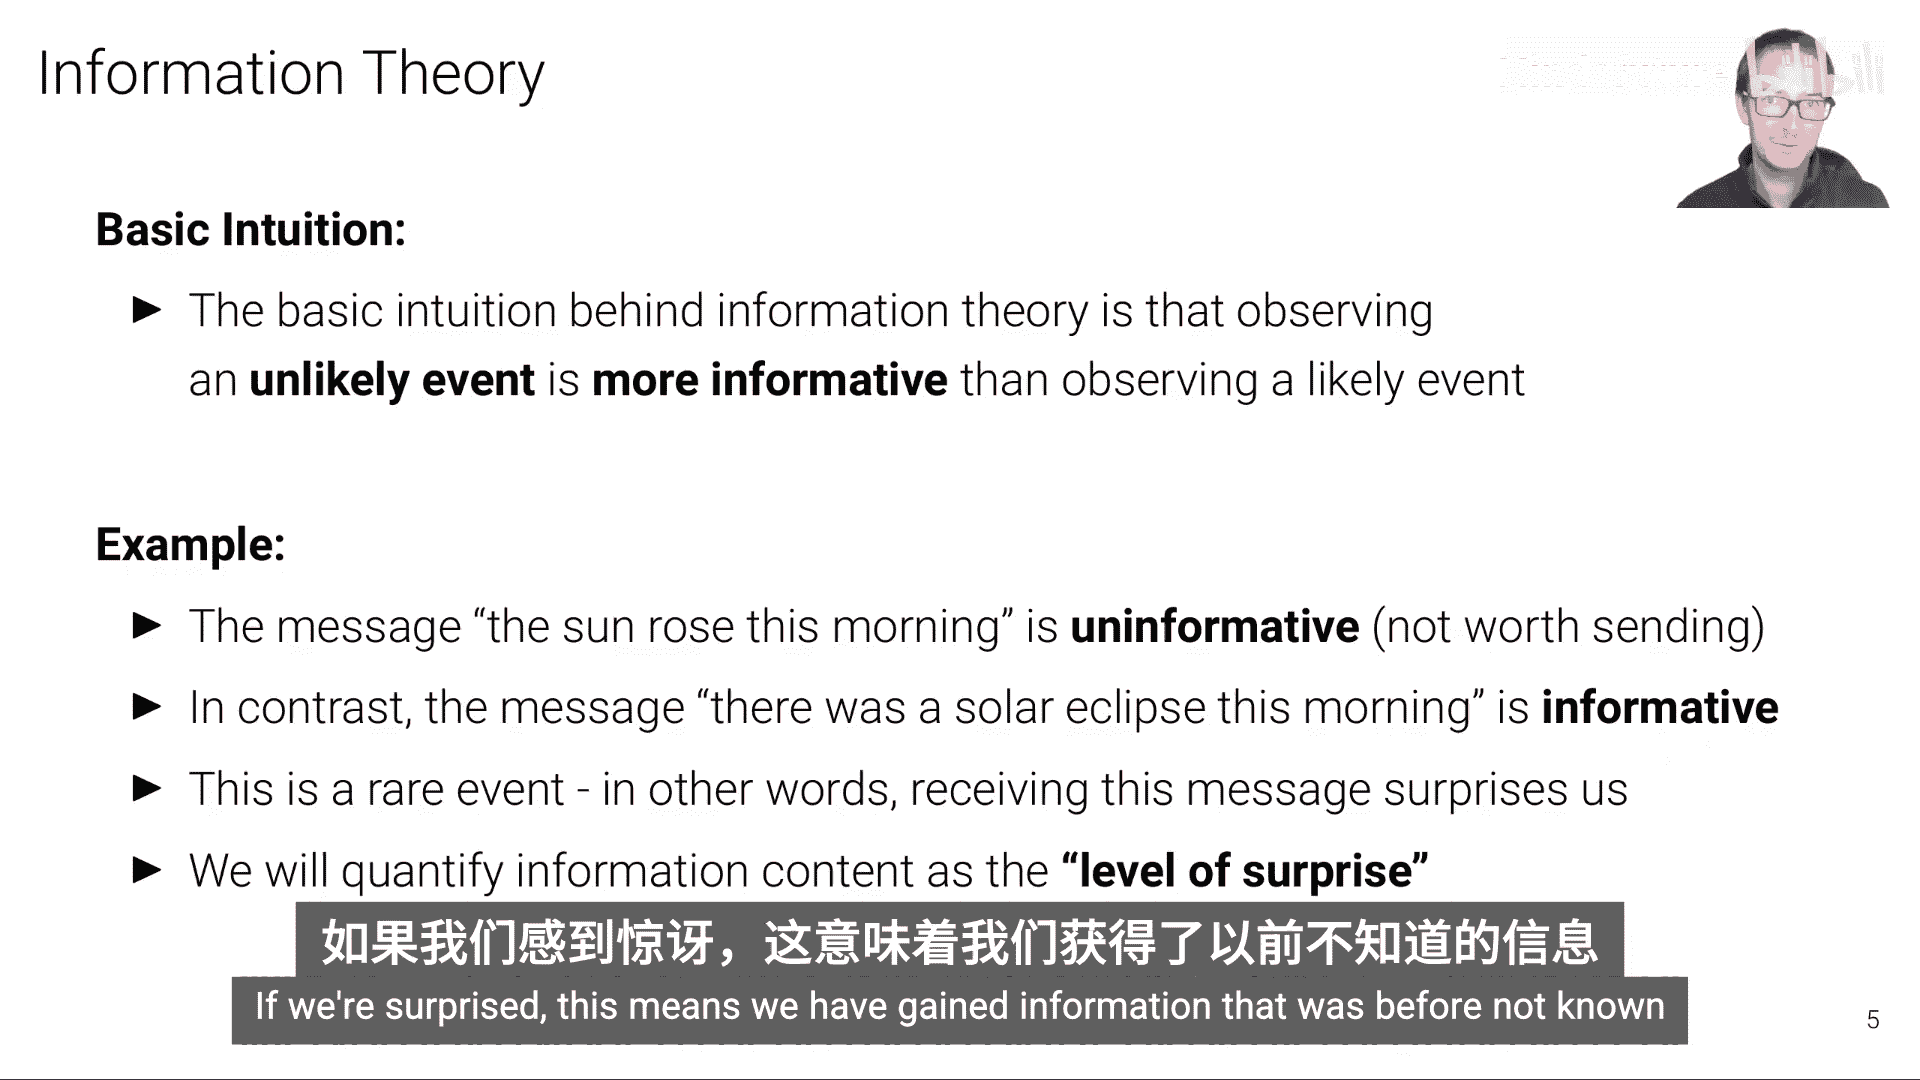 Information Theory
Basic Intuition:
The basic intuition behind information theory is that observing
an unlikely event is more informative than observing a likely event
Example:
The message “the sun rose this morning” is uninformative (not worth sending)
In contrast, the message “there was a solar eclipse this morning” is informative
This is a rare event - in other words, receiving this message surprises us
We will quantify information content as the “level of surprise”
如果我们感到惊讶，这意味着我们获得了以前不知道的信息
If we're surprised, this means we have gained information that was before not known
5